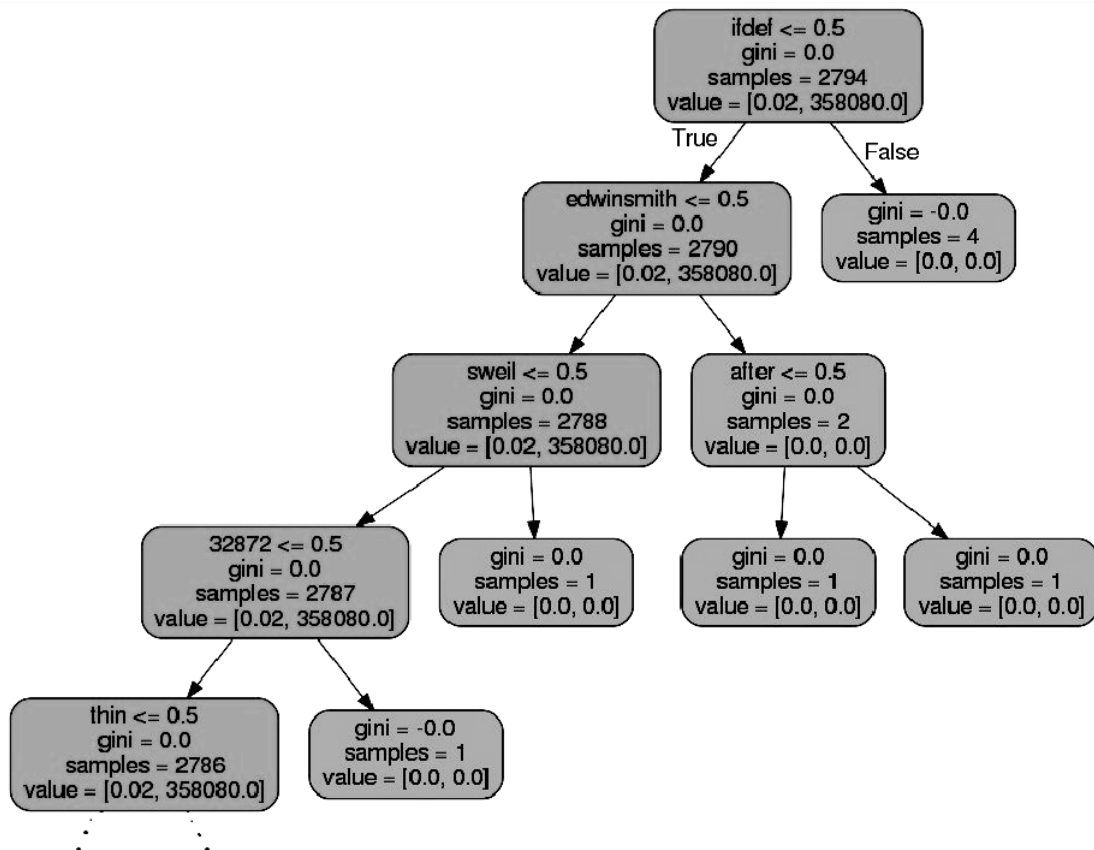 ifdef <= 0.5
gini = 0.0
samples = 2794
value = [0.02, 358080.0]
True
False
edwinsmith <= 0.5
gini = 0.0
samples = 2790
value = [0.02, 358080.0]
gini = -0.0
samples = 4
value = [0.0, 0.0]
sweil <= 0.5
gini = 0.0
samples = 2788
value = [0.02, 358080.0]
after <= 0.5
gini = 0.0
samples = 2
value = [0.0, 0.0]
32872 <= 0.5
gini = 0.0
samples = 2787
value = [0.02, 358080.0]
gini = 0.0
samples = 1
value = [0.0, 0.0]
gini = 0.0
samples = 1
value = [0.0, 0.0]
gini = 0.0
samples = 1
value = [0.0, 0.0]
thin <= 0.5
gini = 0.0
samples = 2786
value = [0.02, 358080.0]
gini = -0.0
samples = 1
value = [0.0, 0.0]